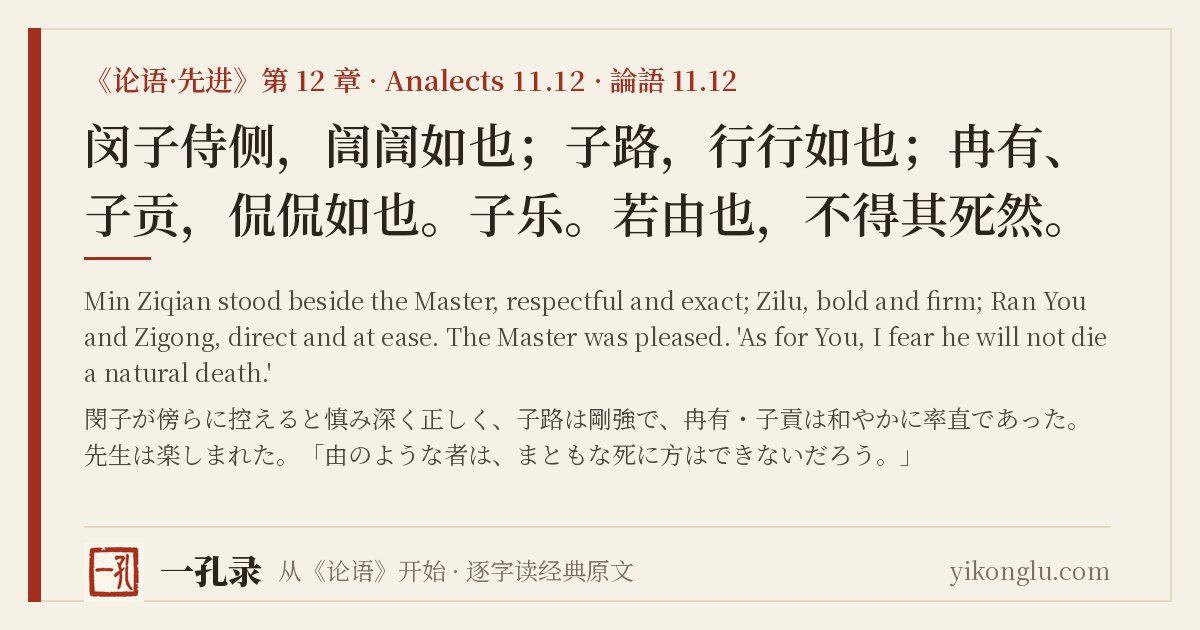 《论语·先进》第 12 章 · Analects 11.12 · 論語 11.12
闵子侍侧，訚訚如也；子路，行行如也；冉有、
子贡，侃侃如也。子乐。若由也，不得其死然。
Min Ziqian stood beside the Master, respectful and exact; Zilu, bold and firm; Ran You
and Zigong, direct and at ease. The Master was pleased. 'As for You, I fear he will not die
a natural death.'
閔子が傍らに控えると慎み深く正しく、子路は剛強で、冉有・子貢は和やかに率直であった。
先生は楽しまれた。「由のような者は、まともな死に方はできないだろう。」
一孔
一孔录 从《论语》开始 · 逐字读经典原文 yikonglu.com